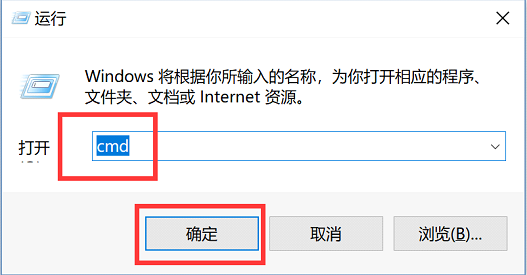 运行
Windows 将根据你所输入的名称，为你打开相应的程序、
文件夹、文档或 Internet 资源。
打开
cmd
确定
取消
浏览(B)...